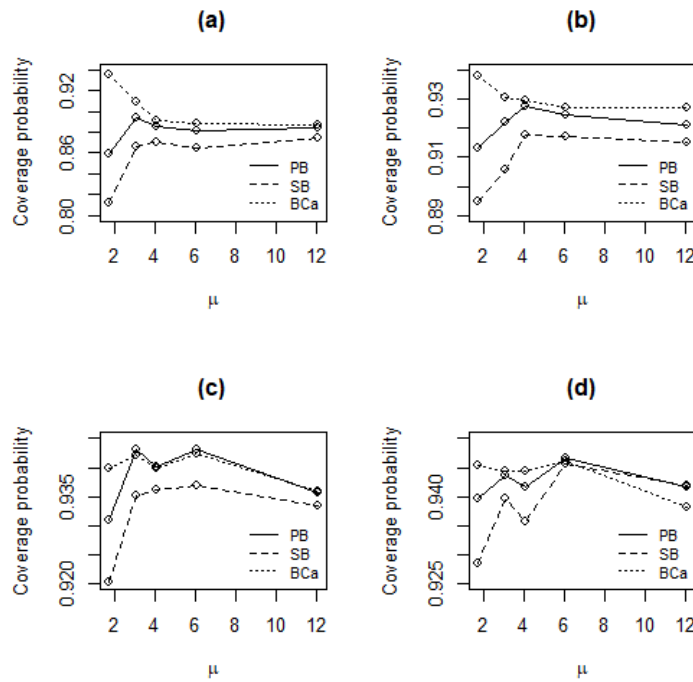 (a)
Coverage probability
0.80 0.86 0.92
PB
SB
BCa
2 4 6 8 10 12
μ
(b)
Coverage probability
0.89 0.91 0.93
PB
SB
BCa
2 4 6 8 10 12
μ
(c)
Coverage probability
0.920 0.935
PB
SB
BCa
2 4 6 8 10 12
μ
(d)
Coverage probability
0.925 0.940
PB
SB
BCa
2 4 6 8 10 12
μ